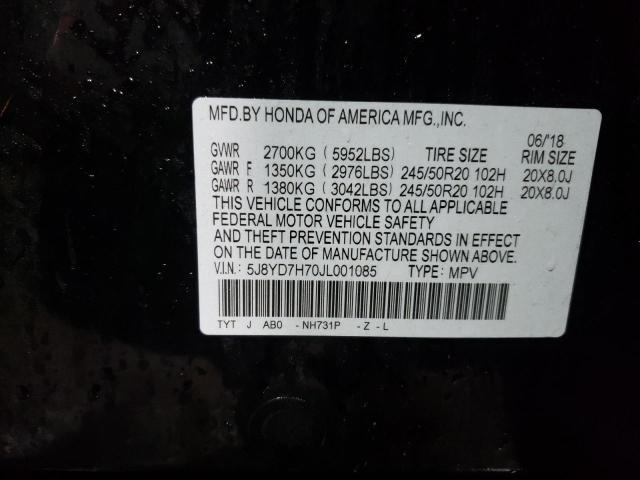 MFD.BY HONDA OF AMERICA MFG.,INC.
06/'18
GVWR 2700KG (5952LBS) TIRE SIZE RIM SIZE
GAWR F 1350KG (2976LBS) 245/50R20 102H 20X8.0J
GAWR R 1380KG (3042LBS) 245/50R20 102H 20X8.0J
THIS VEHICLE CONFORMS TO ALL APPLICABLE
FEDERAL MOTOR VEHICLE SAFETY
AND THEFT PREVENTION STANDARDS IN EFFECT
ON THE DATE OF MANUFACTURE SHOWN ABOVE.
V.I.N.: 5J8YD7H70JL001085 TYPE: MPV
TYT J AB0 -NH731P -Z-L